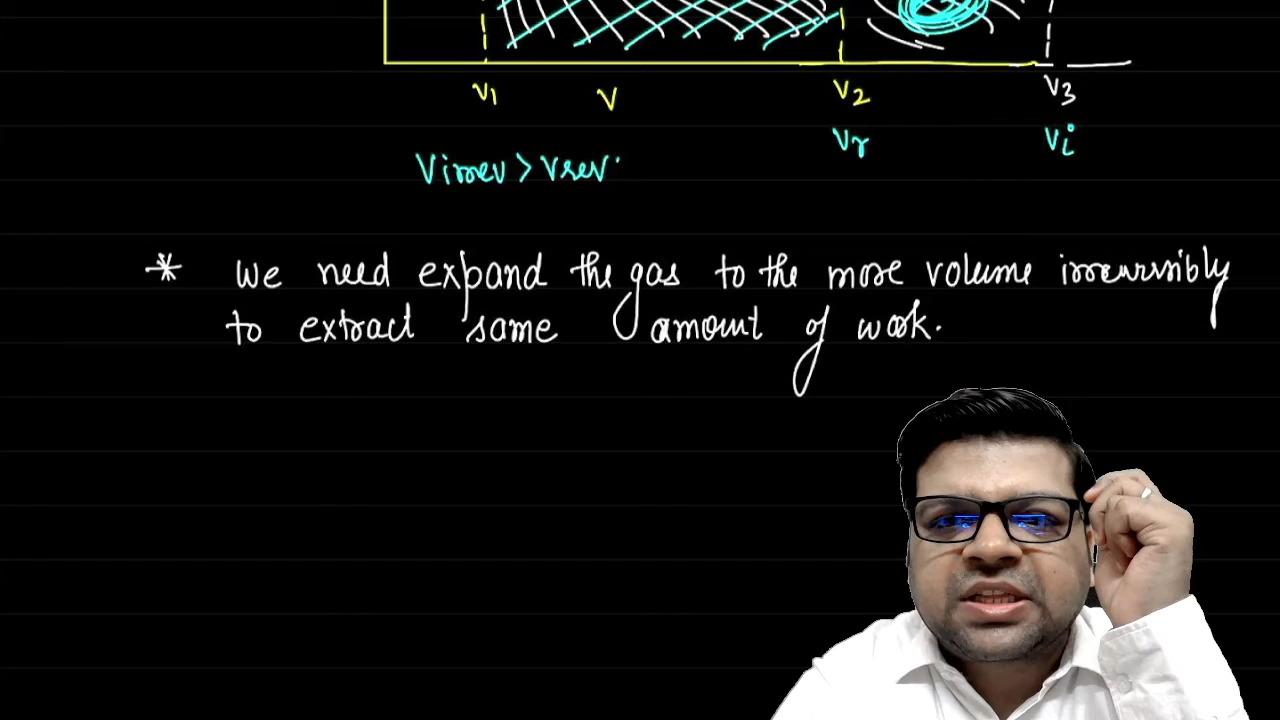 V1 V V2 V3
Vr Vi
Virrev > Vrev.
* We need expand the gas to the more volume irreversibly
to extract same amount of work.